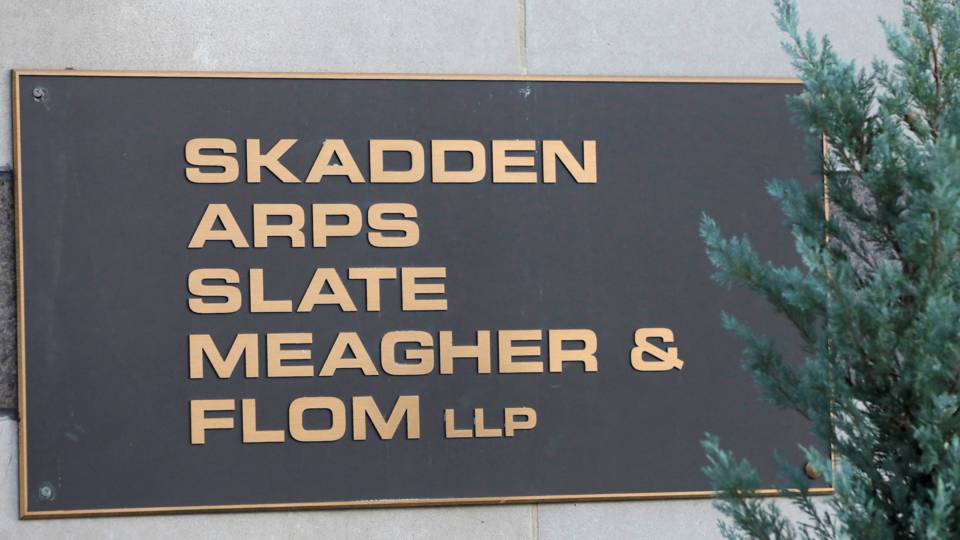 SKADDEN
ARPS
SLATE
MEAGHER &
FLOM LLP